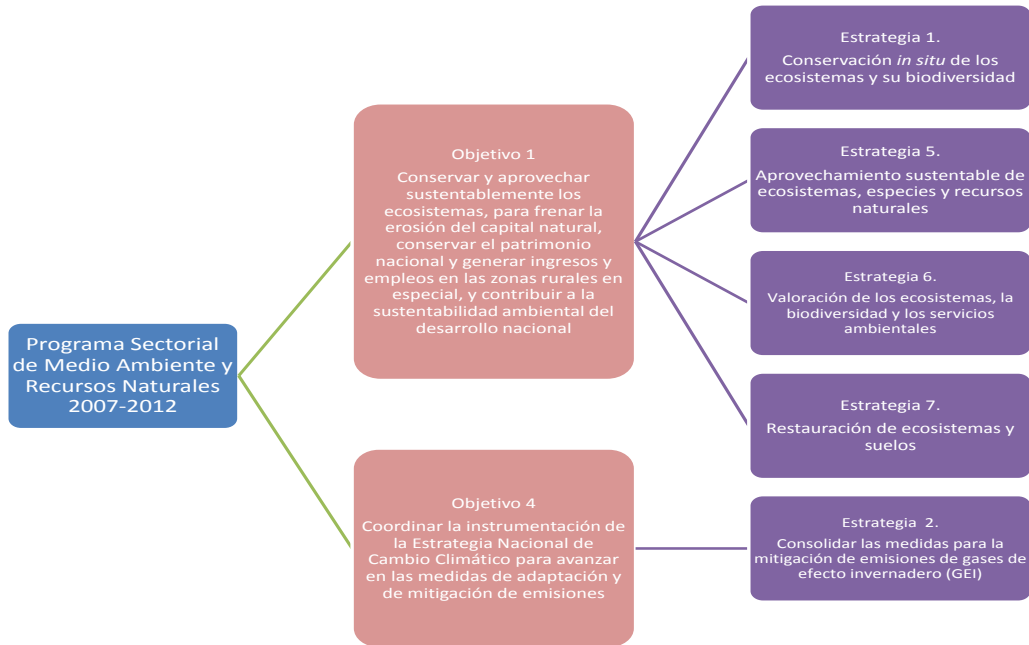 Programa Sectorial
de Medio Ambiente y
Recursos Naturales
2007-2012
Objetivo 1
Conservar y aprovechar
sustentablemente los
ecosistemas, para frenar la
erosión del capital natural,
conservar el patrimonio
nacional y generar ingresos y
empleos en las zonas rurales en
especial, y contribuir a la
sustentabilidad ambiental del
desarrollo nacional
Estrategia 1.
Conservación in situ de los
ecosistemas y su biodiversidad
Estrategia 5.
Aprovechamiento sustentable de
ecosistemas, especies y recursos
naturales
Estrategia 6.
Valoración de los ecosistemas, la
biodiversidad y los servicios
ambientales
Estrategia 7.
Restauración de ecosistemas y
suelos
Objetivo 4
Coordinar la instrumentación de
la Estrategia Nacional de
Cambio Climático para avanzar
en las medidas de adaptación y
de mitigación de emisiones
Estrategia 2.
Consolidar las medidas para la
mitigación de emisiones de gases de
efecto invernadero (GEI)